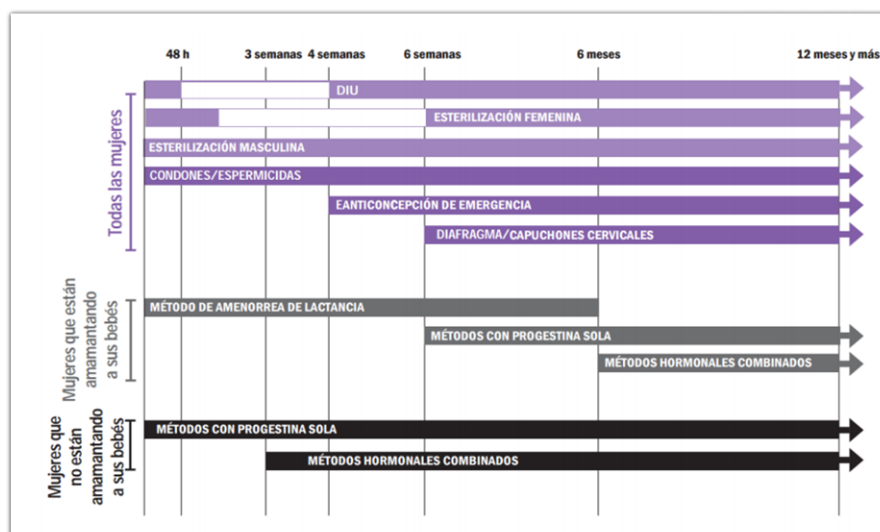 48 h
3 semanas
4 semanas
6 semanas
6 meses
12 meses y más
Todas las mujeres
DIU
ESTERILIZACIÓN FEMENINA
ESTERILIZACIÓN MASCULINA
CONDONES/ESPERMICIDAS
EANTICONCEPCIÓN DE EMERGENCIA
DIAFRAGMA/CAPUCHONES CERVICALES
Mujeres que están
amamantando
a sus bebés
MÉTODO DE AMENORREA DE LACTANCIA
MÉTODOS CON PROGESTINA SOLA
MÉTODOS HORMONALES COMBINADOS
Mujeres que
no están
amamantando
a sus bebés
MÉTODOS CON PROGESTINA SOLA
MÉTODOS HORMONALES COMBINADOS